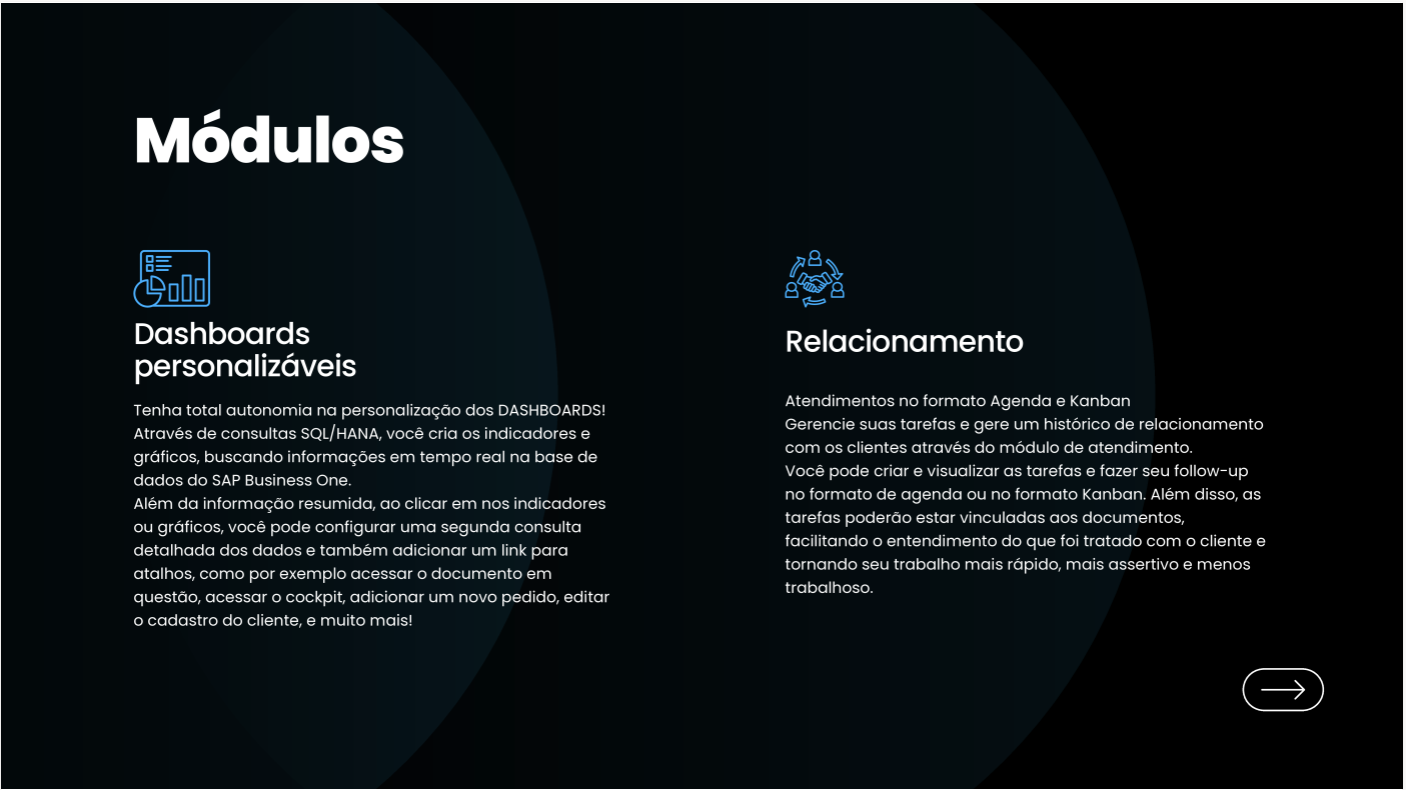 Módulos
Dashboards
personalizáveis
Tenha total autonomia na personalização dos DASHBOARDS!
Através de consultas SQL/HANA, você cria os indicadores e
gráficos, buscando informações em tempo real na base de
dados do SAP Business One.
Além da informação resumida, ao clicar em nos indicadores
ou gráficos, você pode configurar uma segunda consulta
detalhada dos dados e também adicionar um link para
atalhos, como por exemplo acessar o documento em
questão, acessar o cockpit, adicionar um novo pedido, editar
o cadastro do cliente, e muito mais!
Relacionamento
Atendimentos no formato Agenda e Kanban
Gerencie suas tarefas e gere um histórico de relacionamento
com os clientes através do módulo de atendimento.
Você pode criar e visualizar as tarefas e fazer seu follow-up
no formato de agenda ou no formato Kanban. Além disso, as
tarefas poderão estar vinculadas aos documentos,
facilitando o entendimento do que foi tratado com o cliente e
tornando seu trabalho mais rápido, mais assertivo e menos
trabalhoso.